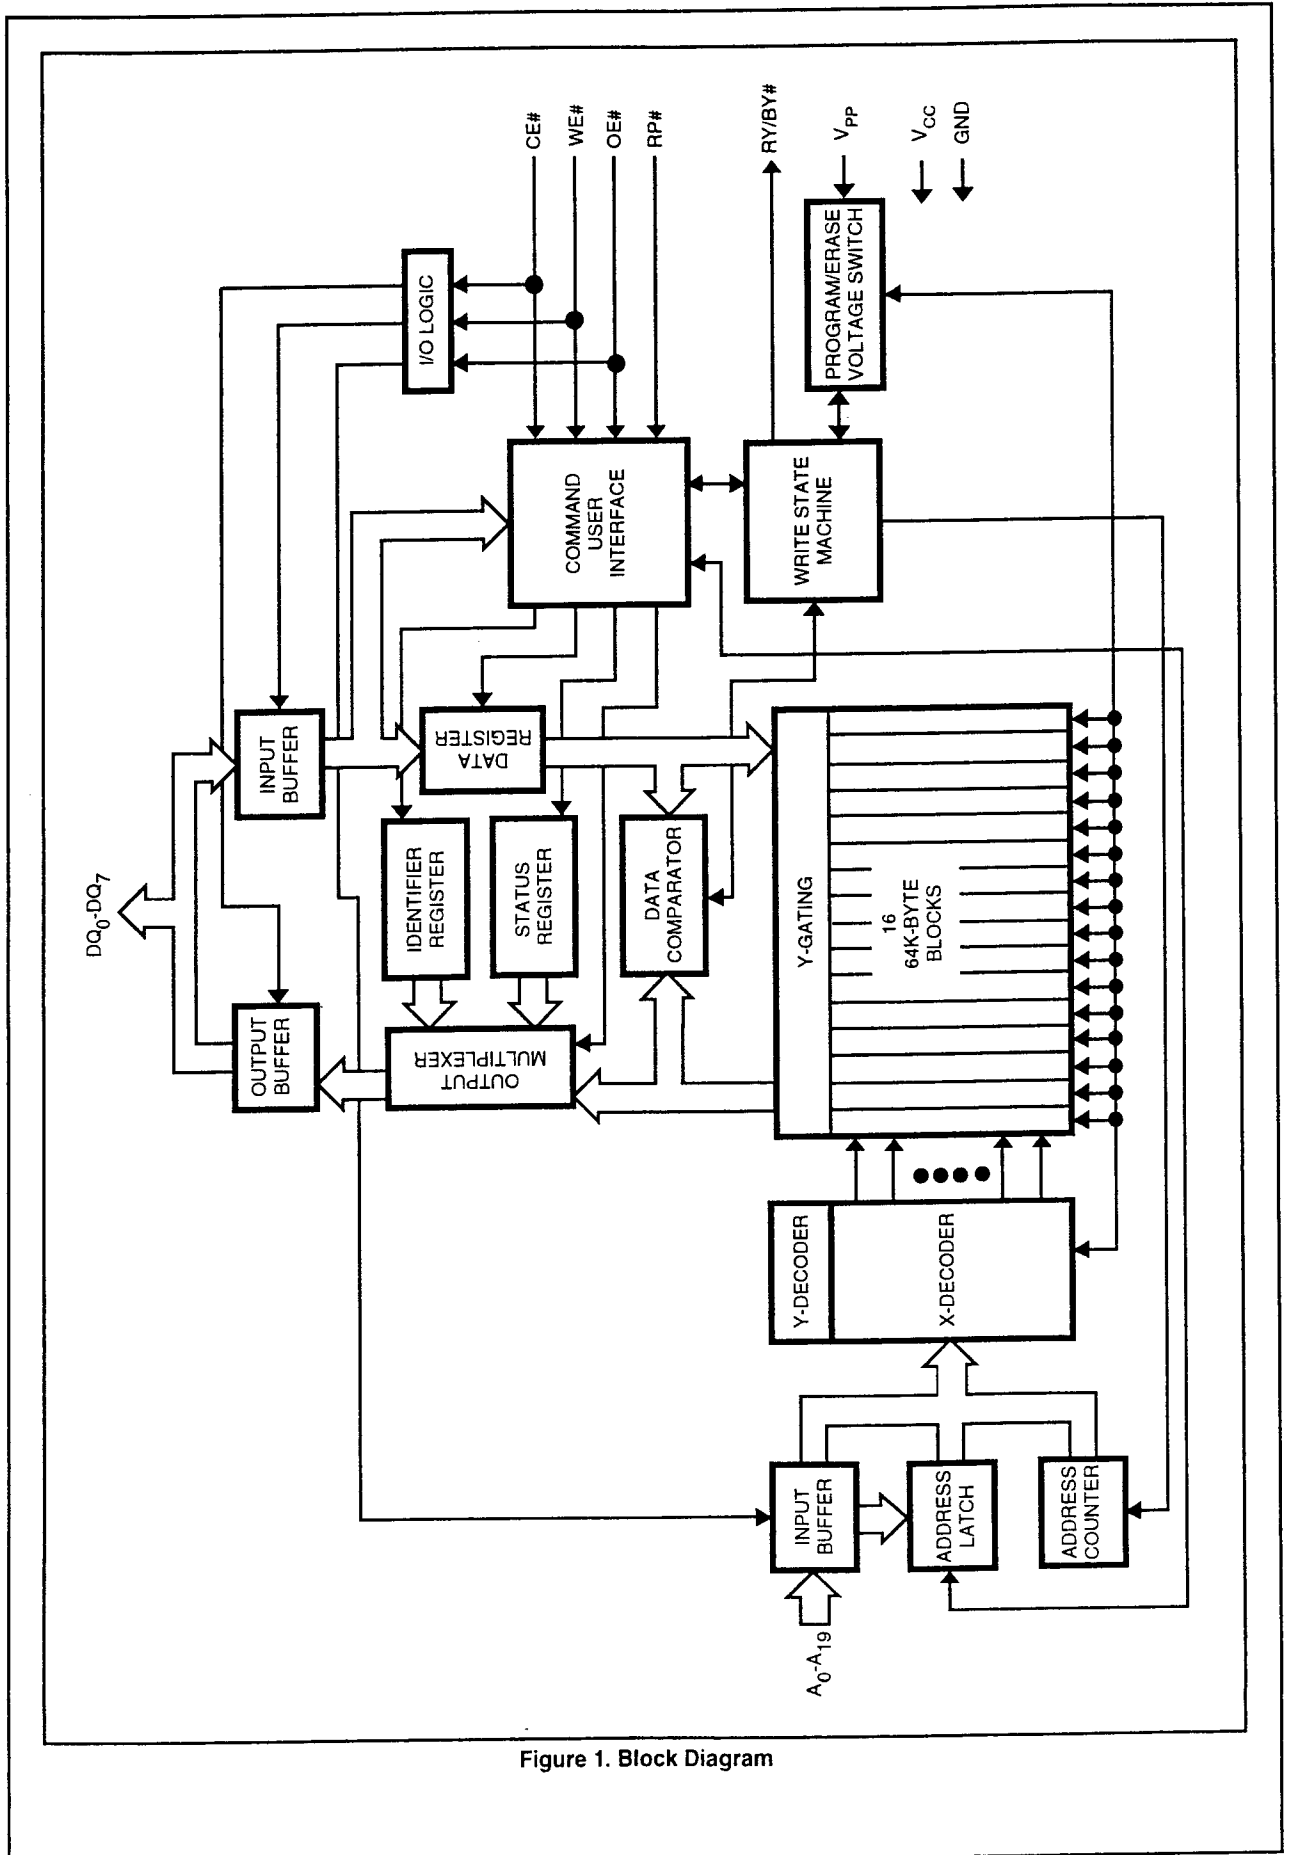 DQ0-DQ7
OUTPUT
BUFFER
INPUT
BUFFER
I/O LOGIC
CE#
WE#
OE#
RP#
IDENTIFIER
REGISTER
STATUS
REGISTER
DATA
REGISTER
OUTPUT
MULTIPLEXER
COMMAND
USER
INTERFACE
DATA
COMPARATOR
WRITE STATE
MACHINE
RY/BY#
PROGRAM/ERASE
VOLTAGE SWITCH
VPP
VCC
GND
Y-GATING
16
64K-BYTE
BLOCKS
Y-DECODER
X-DECODER
A0-A19
INPUT
BUFFER
ADDRESS
LATCH
ADDRESS
COUNTER
Figure 1. Block Diagram